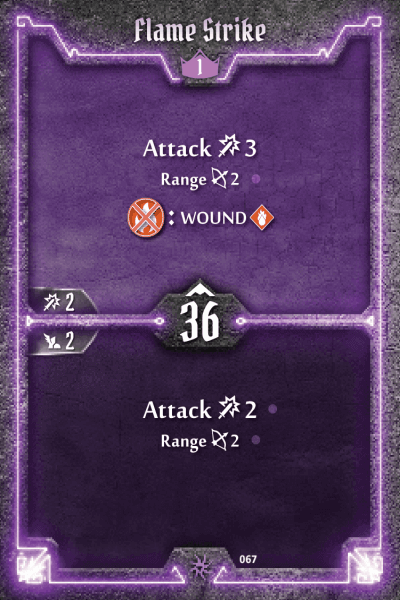 Flame Strike
1
Attack 3
Range 2
: WOUND
2
36
2
Attack 2
Range 2
067